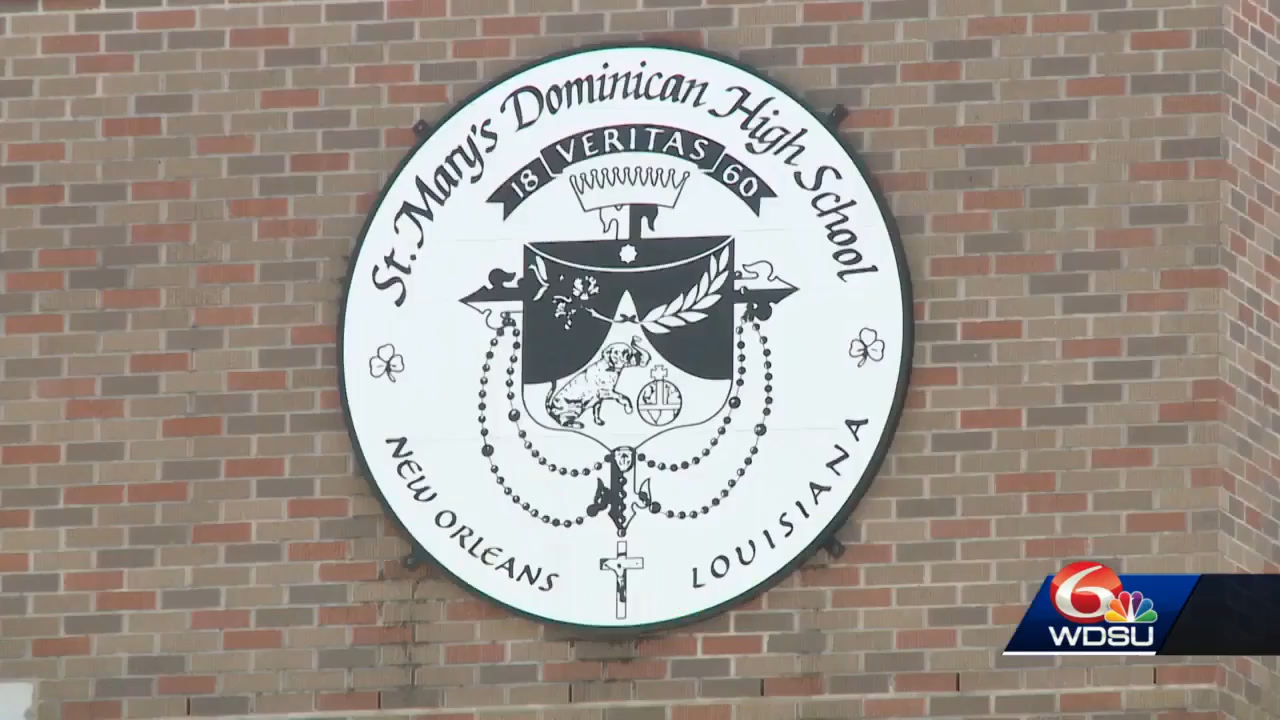 St. Mary's Dominican High School
18 VERITAS 60
NEW ORLEANS
LOUISIANA
6
WDSU